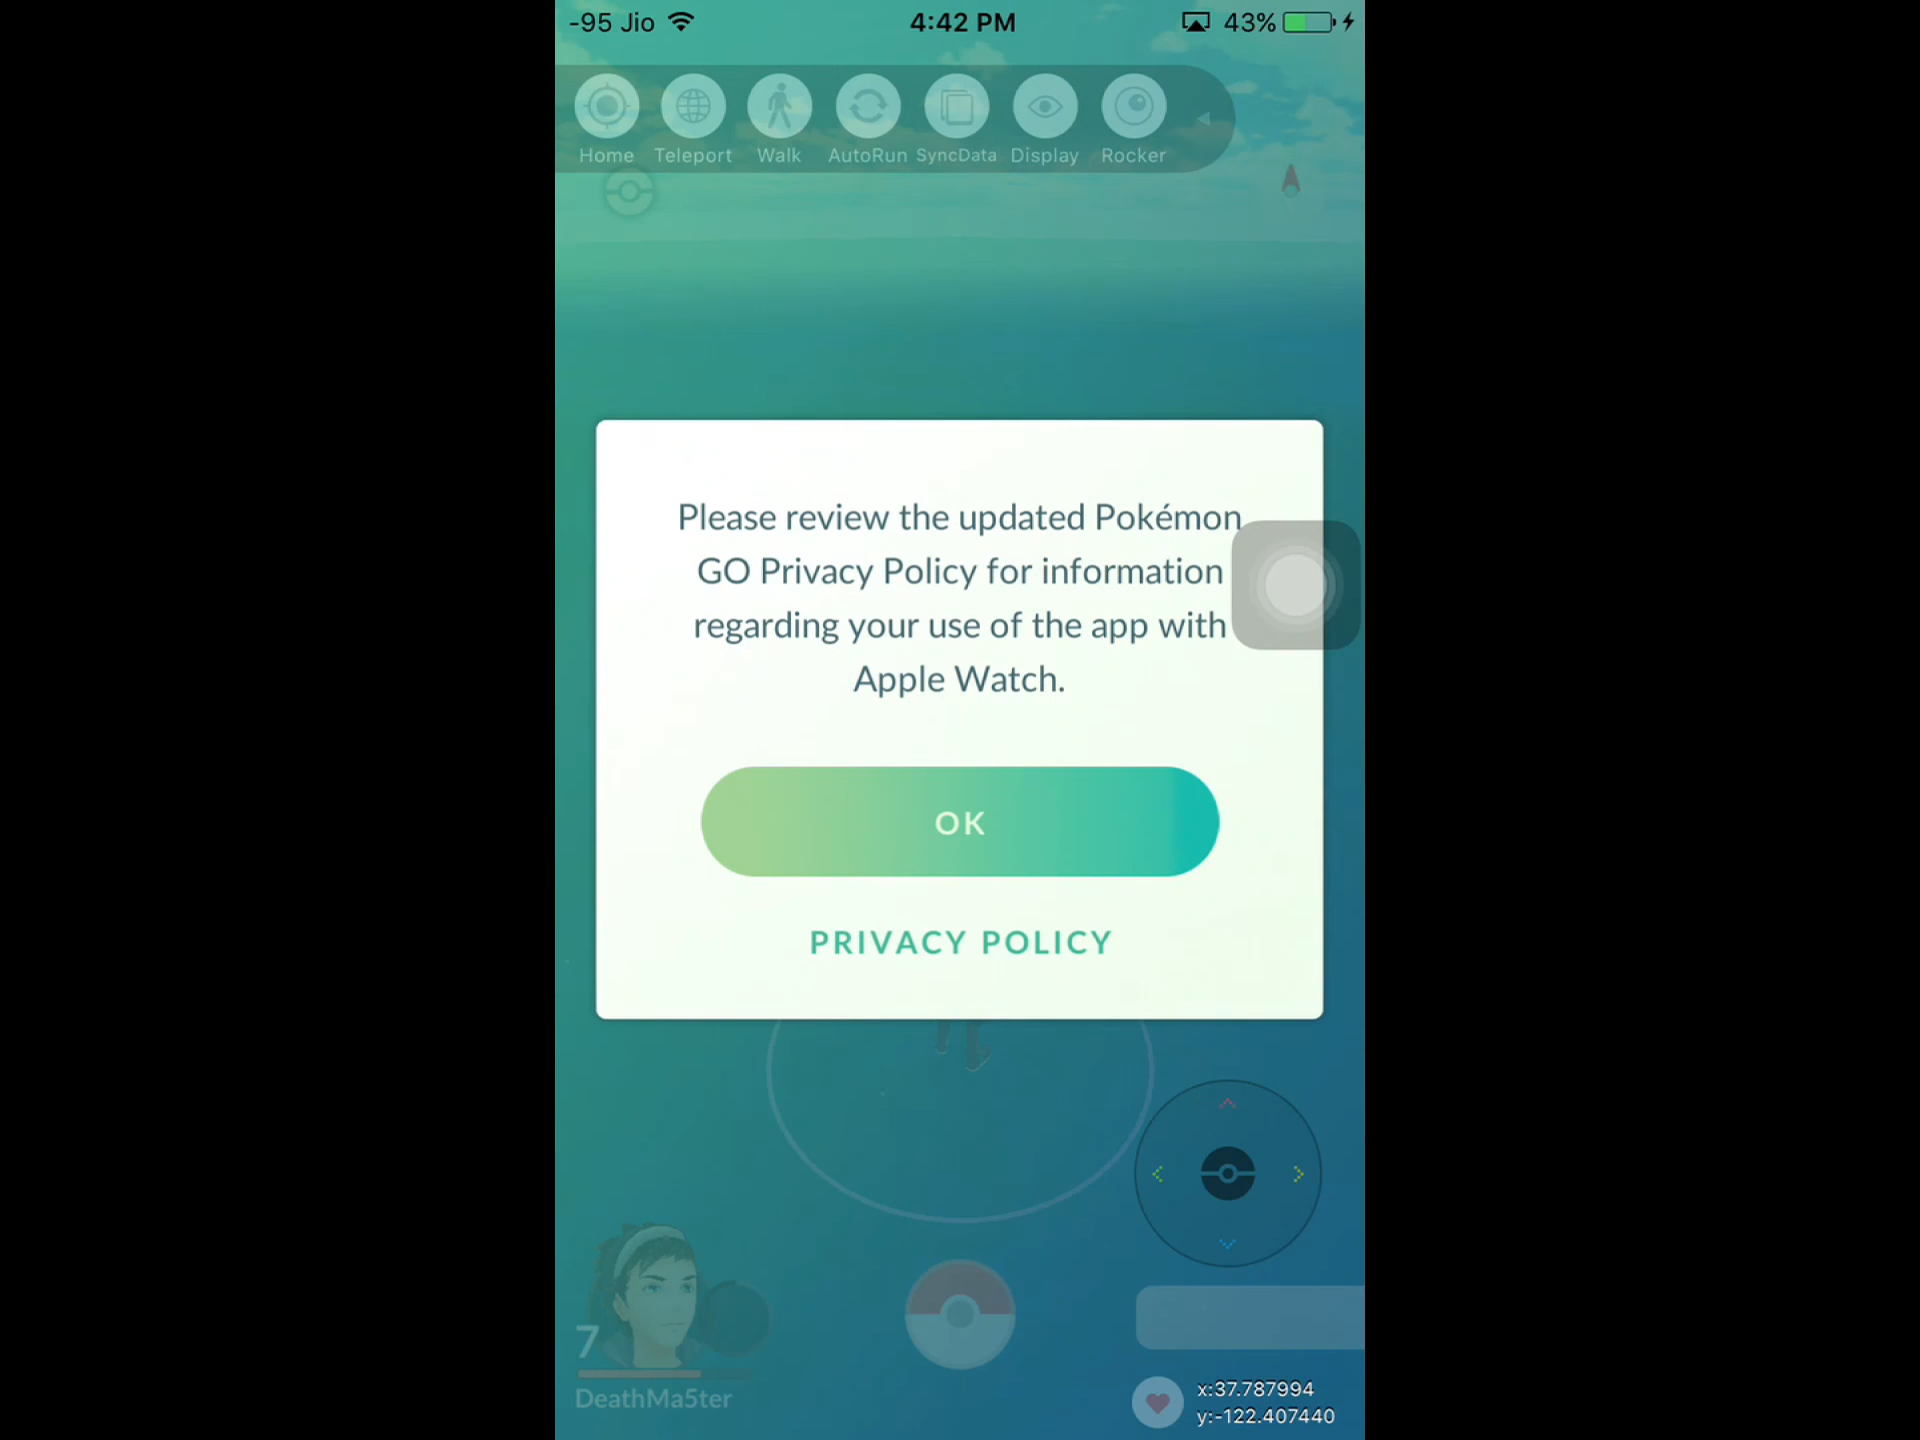 -95 Jio 4:42 PM 43%
Home Teleport Walk AutoRun SyncData Display Rocker
Please review the updated Pokémon
GO Privacy Policy for information
regarding your use of the app with
Apple Watch.
OK
PRIVACY POLICY
7
DeathMa5ter
x:37.787994
y:-122.407440